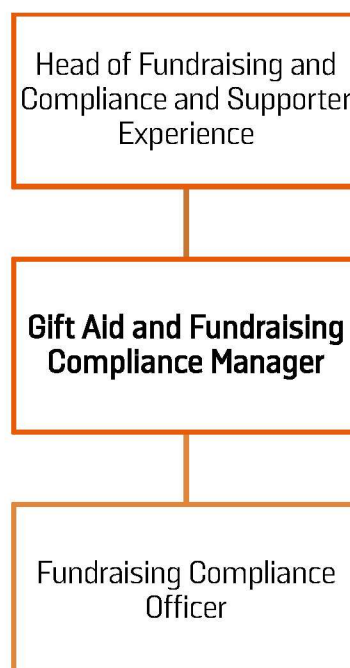 Head of Fundraising and
Compliance and Supporter
Experience
Gift Aid and Fundraising
Compliance Manager
Fundraising Compliance
Officer